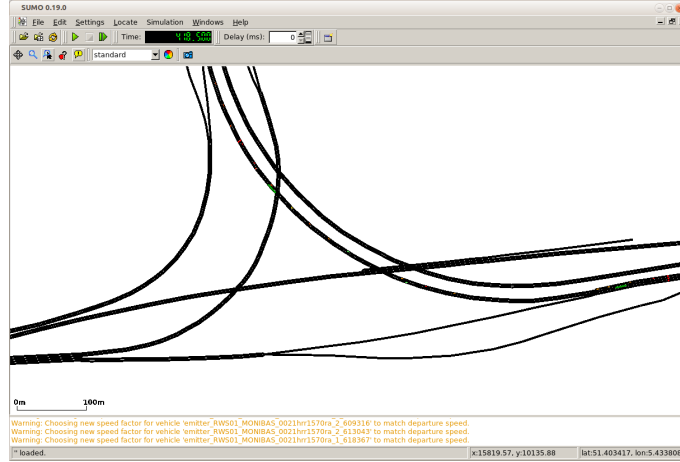 SUMO 0.19.0
File Edit Settings Locate Simulation Windows Help
Time: 418.500 Delay (ms): 0
standard
0m 100m
Warning: Choosing new speed factor for vehicle 'emitter_RWS01_MONIBAS_0021hrr1570ra_2_609316' to match departure speed.
Warning: Choosing new speed factor for vehicle 'emitter_RWS01_MONIBAS_0021hrr1570ra_2_613043' to match departure speed.
Warning: Choosing new speed factor for vehicle 'emitter_RWS01_MONIBAS_0021hrr1570ra_1_618367' to match departure speed.
'' loaded. x:15819.57, y:10135.88 lat:51.403417, lon:5.433808